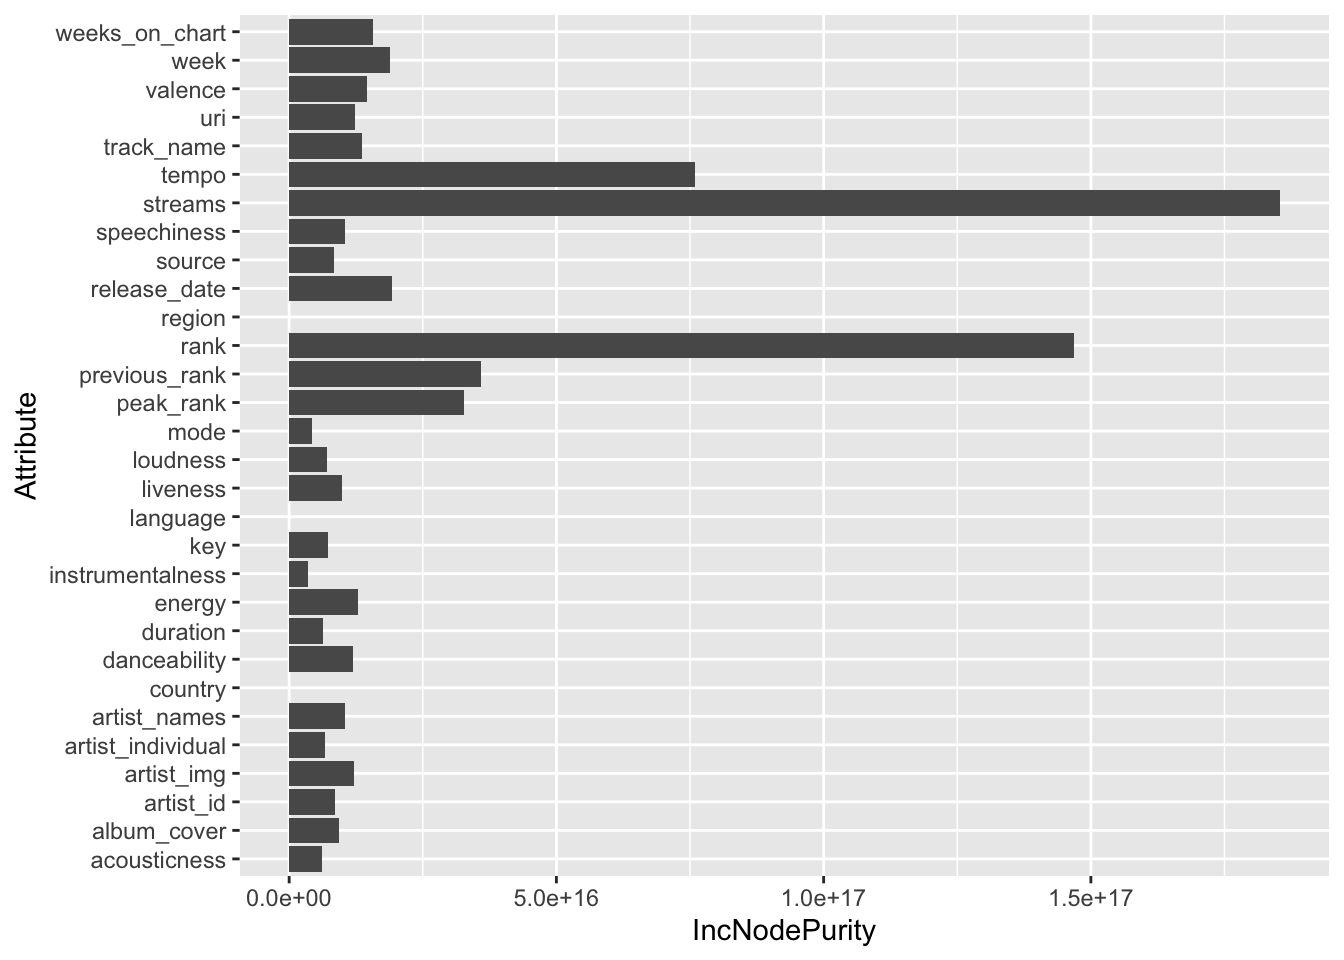 weeks_on_chart
week
valence
uri
track_name
tempo
streams
speechiness
source
release_date
region
rank
previous_rank
peak_rank
mode
loudness
liveness
language
key
instrumentalness
energy
duration
danceability
country
artist_names
artist_individual
artist_img
artist_id
album_cover
acousticness
Attribute
0.0e+00 5.0e+16 1.0e+17 1.5e+17
IncNodePurity